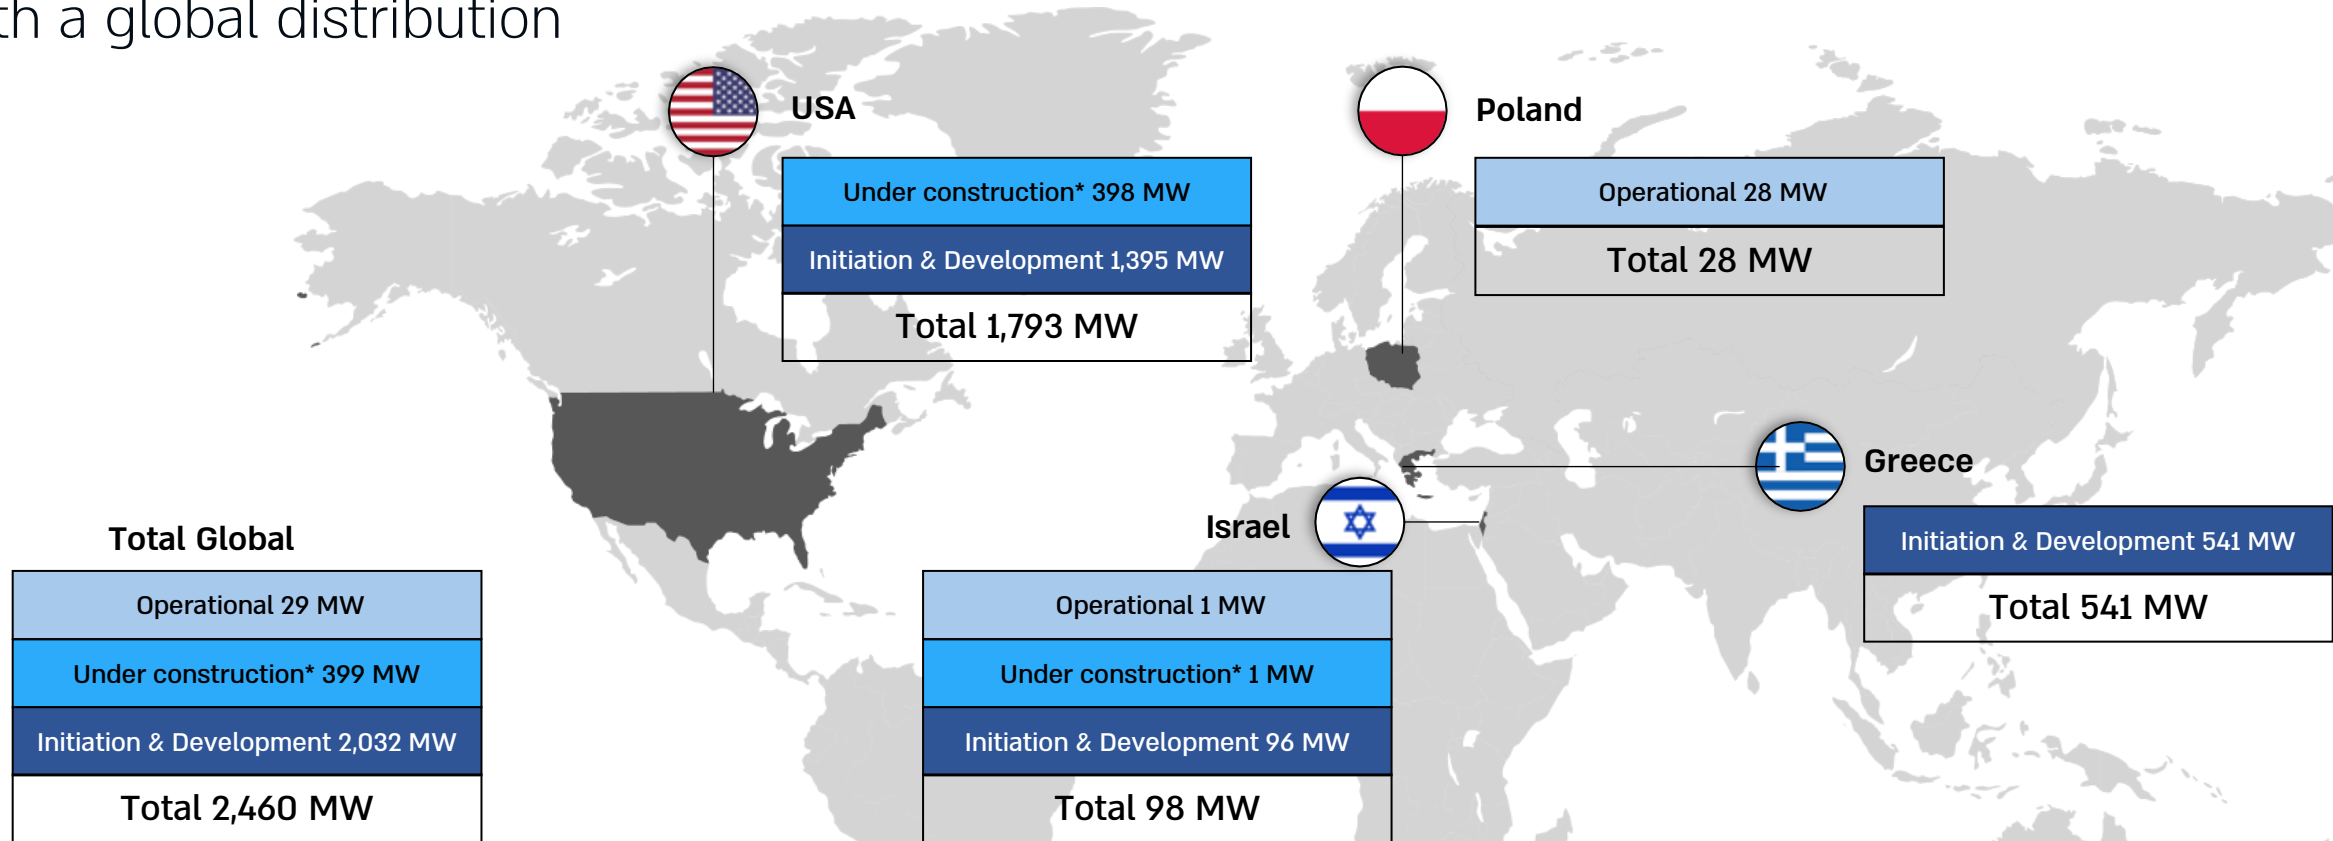 th a global distribution
USA
Under construction* 398 MW
Initiation & Development 1,395 MW
Total 1,793 MW
Poland
Operational 28 MW
Total 28 MW
Greece
Initiation & Development 541 MW
Total 541 MW
Israel
Operational 1 MW
Under construction* 1 MW
Initiation & Development 96 MW
Total 98 MW
Total Global
Operational 29 MW
Under construction* 399 MW
Initiation & Development 2,032 MW
Total 2,460 MW